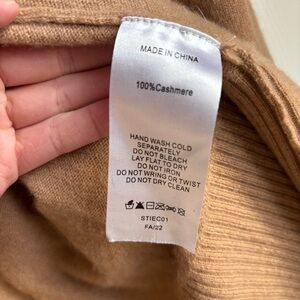 MADE IN CHINA
100%Cashmere
HAND WASH COLD
SEPARATELY
DO NOT BLEACH
LAY FLAT TO DRY
DO NOT IRON
DO NOT WRING OR TWIST
DO NOT DRY CLEAN
STIEC01
FA/22